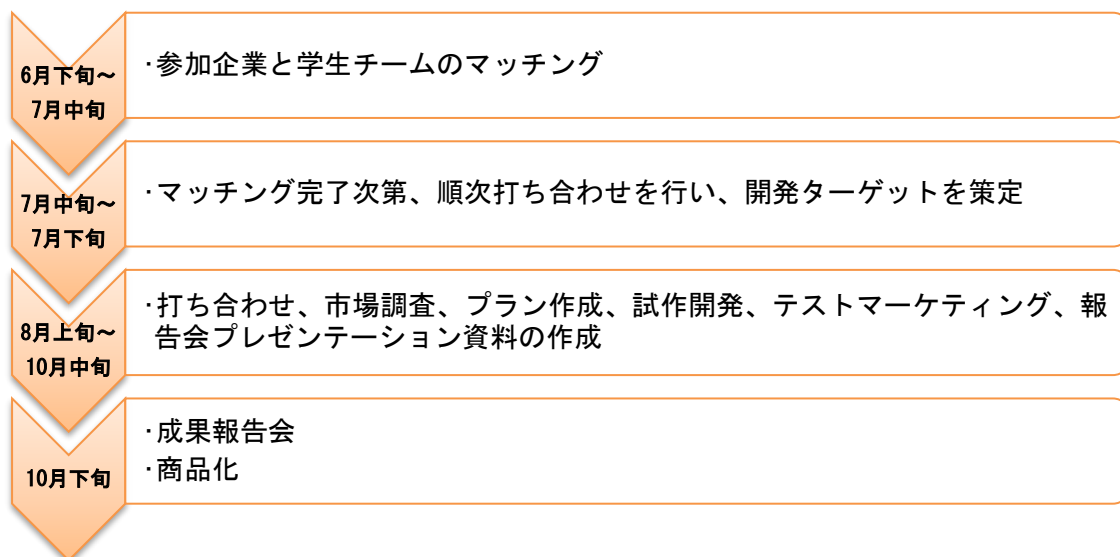 6月下旬～
7月中旬
・参加企業と学生チームのマッチング
7月中旬～
7月下旬
・マッチング完了次第、順次打ち合わせを行い、開発ターゲットを策定
8月上旬～
10月中旬
・打ち合わせ、市場調査、プラン作成、試作開発、テストマーケティング、報
告会プレゼンテーション資料の作成
10月下旬
・成果報告会
・商品化